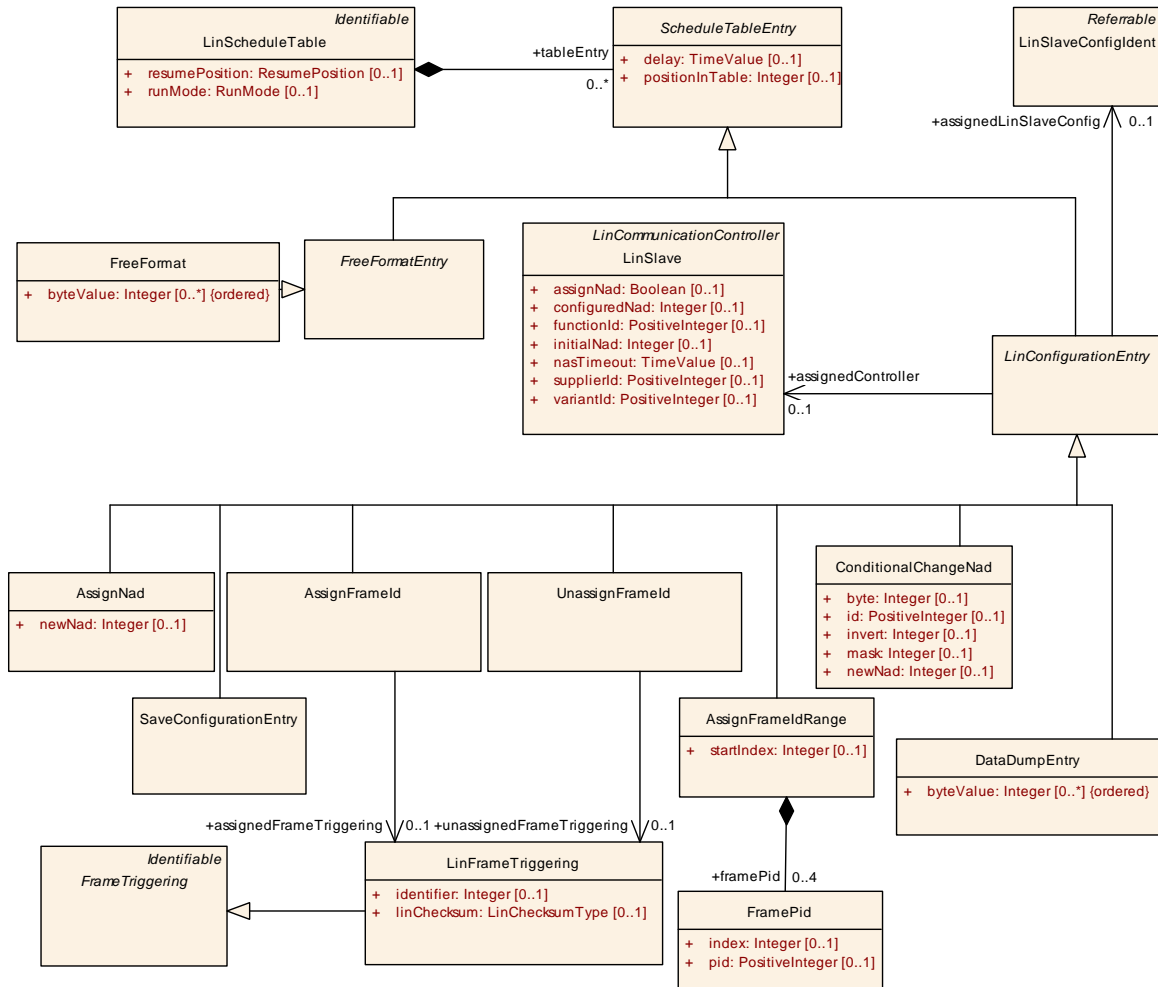 Identifiable
LinScheduleTable
+ resumePosition: ResumePosition [0..1]
+ runMode: RunMode [0..1]
+tableEntry
0..*
ScheduleTableEntry
+ delay: TimeValue [0..1]
+ positionInTable: Integer [0..1]
Referrable
LinSlaveConfigIdent
+assignedLinSlaveConfig
0..1
FreeFormat
+ byteValue: Integer [0..*] {ordered}
FreeFormatEntry
LinCommunicationController
LinSlave
+ assignNad: Boolean [0..1]
+ configuredNad: Integer [0..1]
+ functionId: PositiveInteger [0..1]
+ initialNad: Integer [0..1]
+ nasTimeout: TimeValue [0..1]
+ supplierId: PositiveInteger [0..1]
+ variantId: PositiveInteger [0..1]
+assignedController
0..1
LinConfigurationEntry
AssignNad
+ newNad: Integer [0..1]
AssignFrameId
UnassignFrameId
ConditionalChangeNad
+ byte: Integer [0..1]
+ id: PositiveInteger [0..1]
+ invert: Integer [0..1]
+ mask: Integer [0..1]
+ newNad: Integer [0..1]
SaveConfigurationEntry
AssignFrameIdRange
+ startIndex: Integer [0..1]
DataDumpEntry
+ byteValue: Integer [0..*] {ordered}
+assignedFrameTriggering
0..1
+unassignedFrameTriggering
0..1
Identifiable
FrameTriggering
LinFrameTriggering
+ identifier: Integer [0..1]
+ linChecksum: LinChecksumType [0..1]
+framePid
0..4
FramePid
+ index: Integer [0..1]
+ pid: PositiveInteger [0..1]